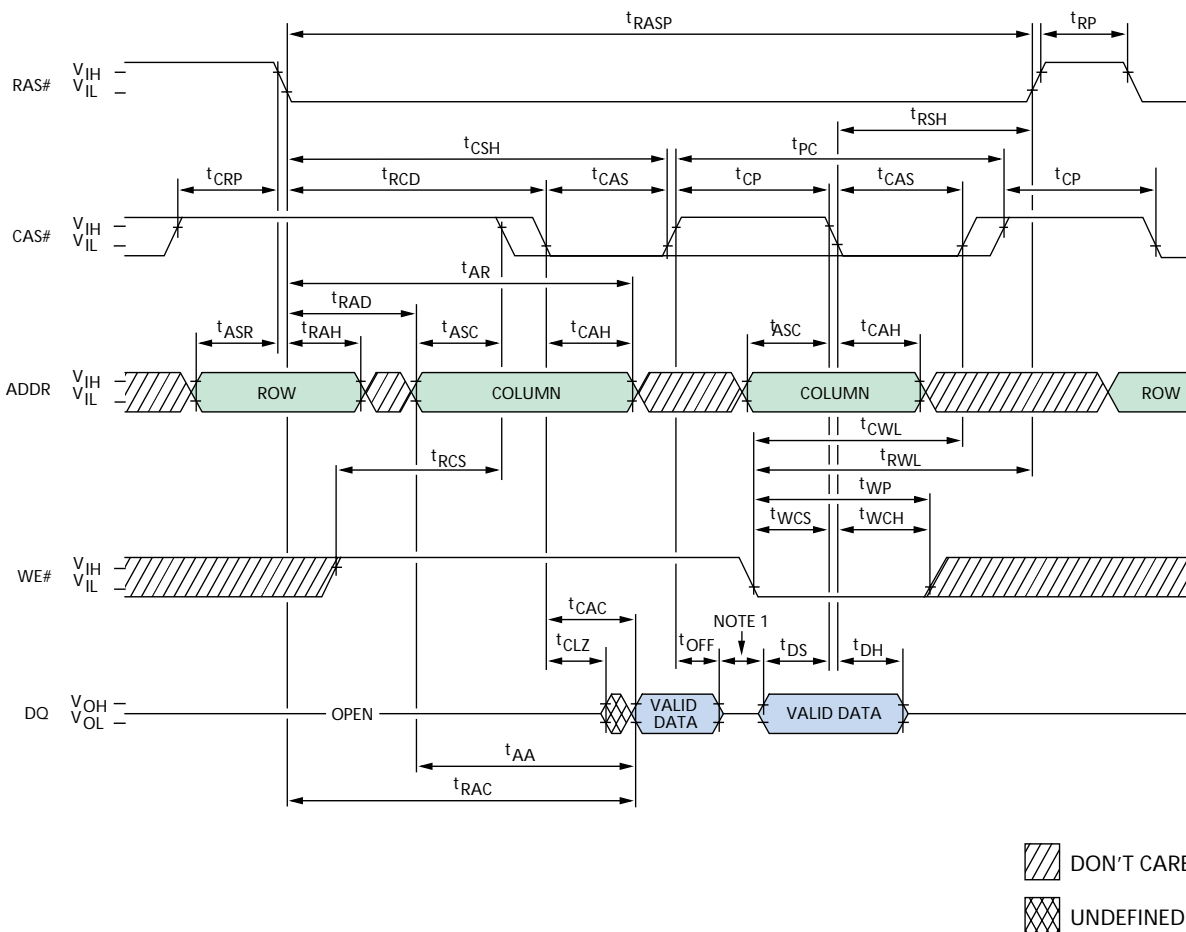 tRASP
tRP
RAS#
VIH
VIL
tRSH
tCSH
tPC
tCRP
tRCD
tCAS
tCP
tCAS
tCP
CAS#
VIH
VIL
tAR
tRAD
tASR
tRAH
tASC
tCAH
tASC
tCAH
ADDR
VIH
VIL
ROW
COLUMN
COLUMN
ROW
tCWL
tRCS
tRWL
tWP
tWCS
tWCH
WE#
VIH
VIL
tCAC
NOTE 1
tCLZ
tOFF
tDS
tDH
DQ
VOH
VOL
OPEN
VALID
DATA
VALID DATA
tAA
tRAC
DON'T CARE
UNDEFINED